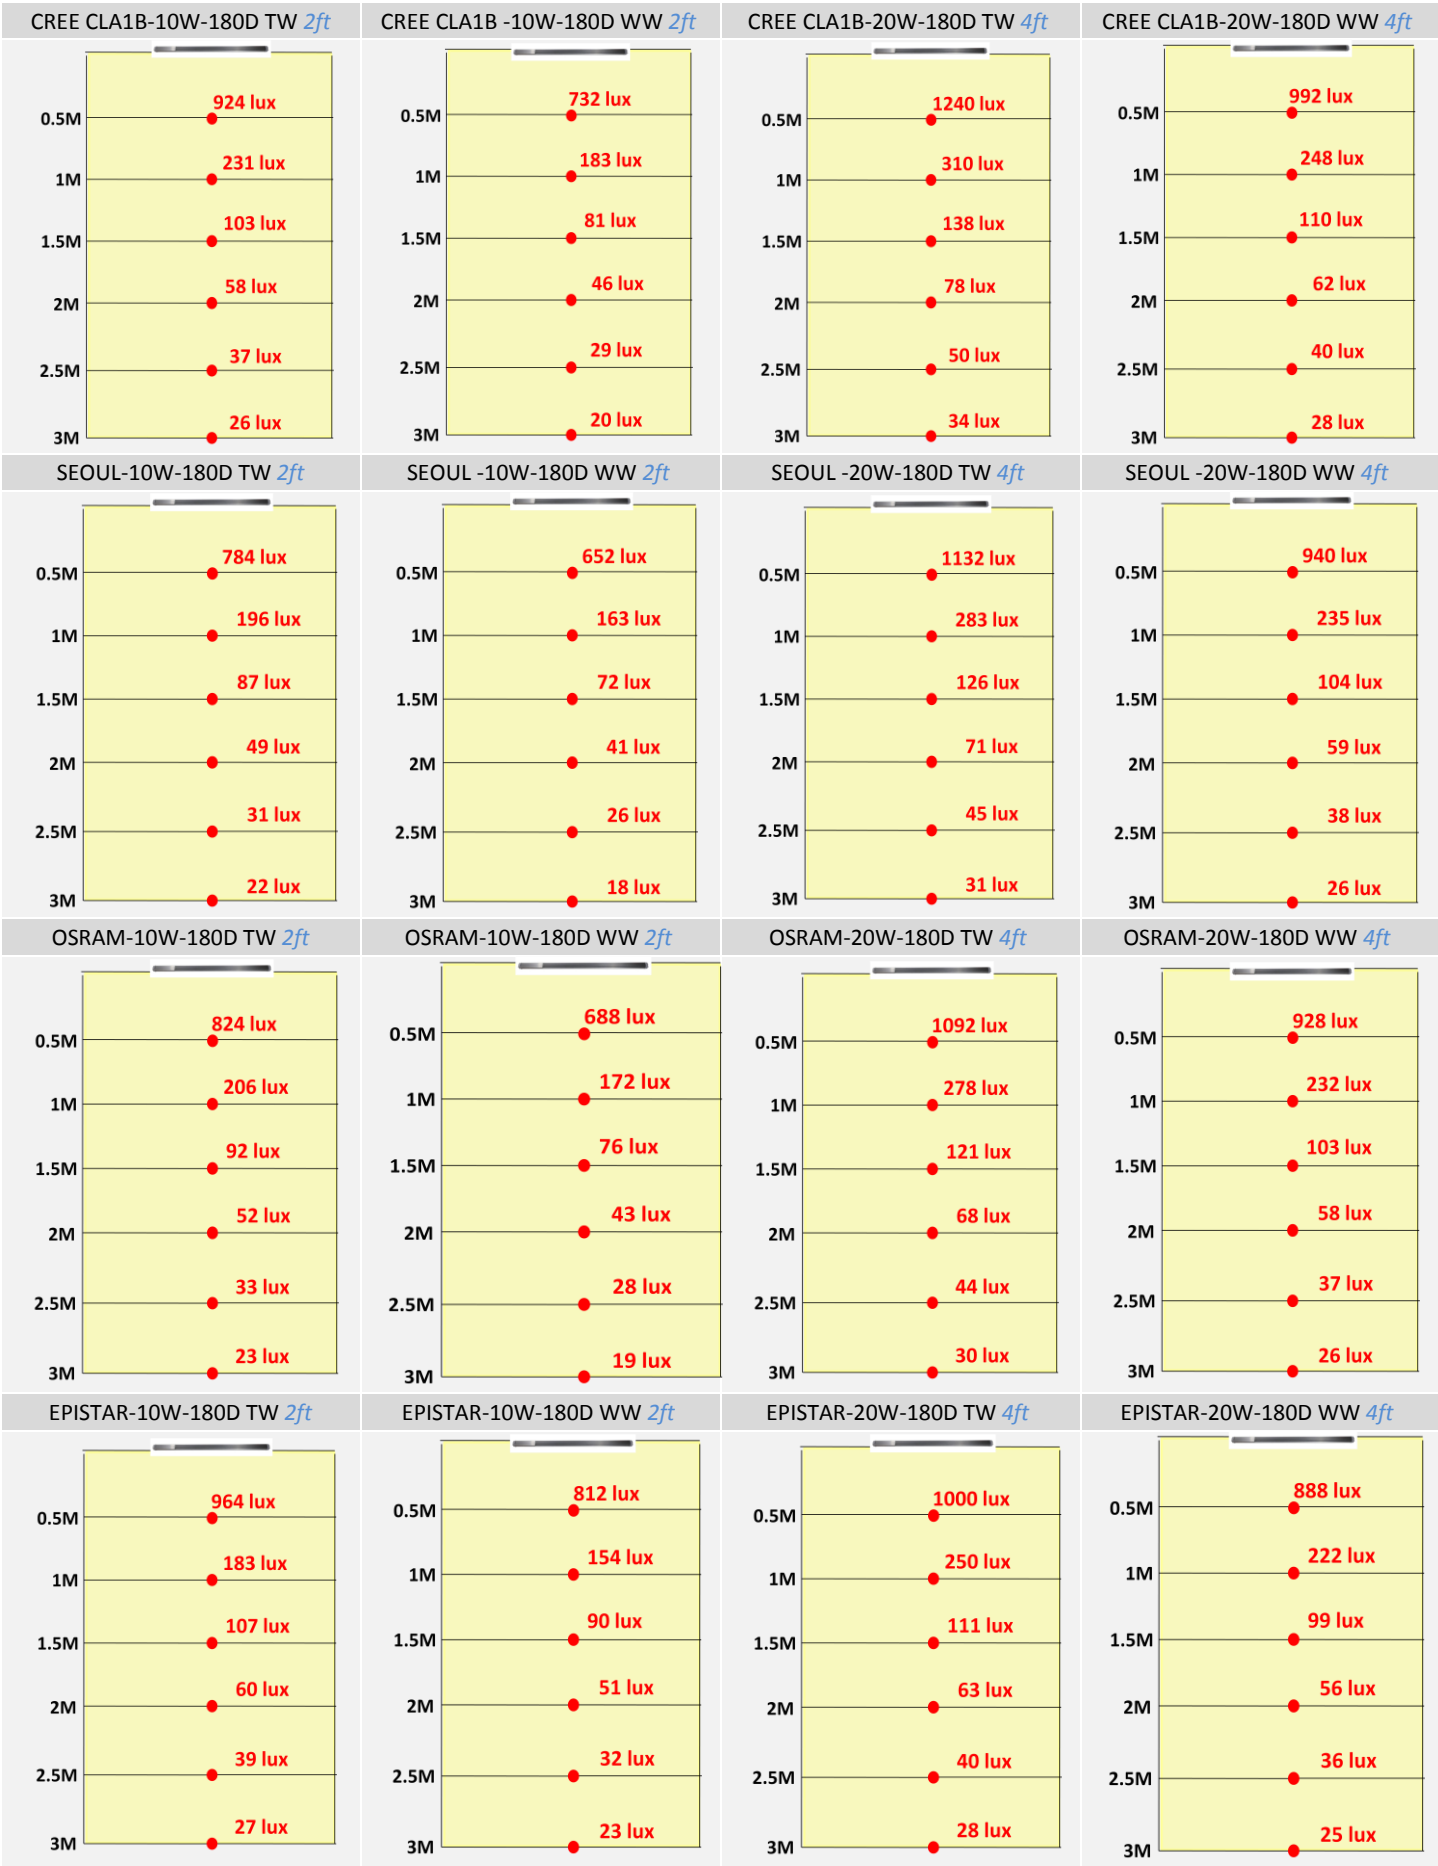 CREE CLA1B-10W-180D TW 2ft
924 lux
0.5M
231 lux
1M
103 lux
1.5M
58 lux
2M
37 lux
2.5M
26 lux
3M
CREE CLA1B -10W-180D WW 2ft
732 lux
0.5M
183 lux
1M
81 lux
1.5M
46 lux
2M
29 lux
2.5M
20 lux
3M
CREE CLA1B-20W-180D TW 4ft
1240 lux
0.5M
310 lux
1M
138 lux
1.5M
78 lux
2M
50 lux
2.5M
34 lux
3M
CREE CLA1B-20W-180D WW 4ft
992 lux
0.5M
248 lux
1M
110 lux
1.5M
62 lux
2M
40 lux
2.5M
28 lux
3M
SEOUL-10W-180D TW 2ft
784 lux
0.5M
196 lux
1M
87 lux
1.5M
49 lux
2M
31 lux
2.5M
22 lux
3M
SEOUL -10W-180D WW 2ft
652 lux
0.5M
163 lux
1M
72 lux
1.5M
41 lux
2M
26 lux
2.5M
18 lux
3M
SEOUL -20W-180D TW 4ft
1132 lux
0.5M
283 lux
1M
126 lux
1.5M
71 lux
2M
45 lux
2.5M
31 lux
3M
SEOUL -20W-180D WW 4ft
940 lux
0.5M
235 lux
1M
104 lux
1.5M
59 lux
2M
38 lux
2.5M
26 lux
3M
OSRAM-10W-180D TW 2ft
824 lux
0.5M
206 lux
1M
92 lux
1.5M
52 lux
2M
33 lux
2.5M
23 lux
3M
OSRAM-10W-180D WW 2ft
688 lux
0.5M
172 lux
1M
76 lux
1.5M
43 lux
2M
28 lux
2.5M
19 lux
3M
OSRAM-20W-180D TW 4ft
1092 lux
0.5M
278 lux
1M
121 lux
1.5M
68 lux
2M
44 lux
2.5M
30 lux
3M
OSRAM-20W-180D WW 4ft
928 lux
0.5M
232 lux
1M
103 lux
1.5M
58 lux
2M
37 lux
2.5M
26 lux
3M
EPISTAR-10W-180D TW 2ft
964 lux
0.5M
183 lux
1M
107 lux
1.5M
60 lux
2M
39 lux
2.5M
27 lux
3M
EPISTAR-10W-180D WW 2ft
812 lux
0.5M
154 lux
1M
90 lux
1.5M
51 lux
2M
32 lux
2.5M
23 lux
3M
EPISTAR-20W-180D TW 4ft
1000 lux
0.5M
250 lux
1M
111 lux
1.5M
63 lux
2M
40 lux
2.5M
28 lux
3M
EPISTAR-20W-180D WW 4ft
888 lux
0.5M
222 lux
1M
99 lux
1.5M
56 lux
2M
36 lux
2.5M
25 lux
3M